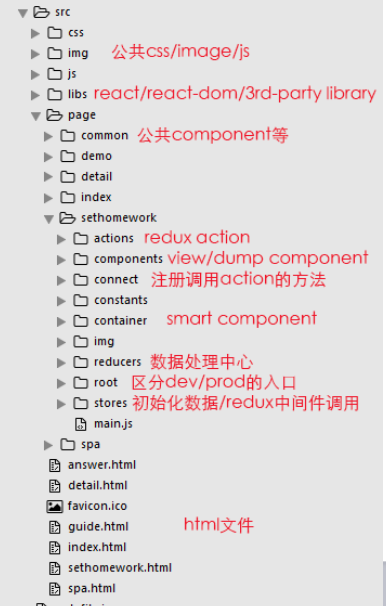 src
css
img 公共css/image/js
js
libs react/react-dom/3rd-party library
page
common 公共component等
demo
detail
index
sethomework
actions redux action
components view/dump component
connect 注册调用action的方法
constants
container smart component
img
reducers 数据处理中心
root 区分dev/prod的入口
stores 初始化数据/redux中间件调用
main.js
spa
answer.html
detail.html
favicon.ico
guide.html html文件
index.html
sethomework.html
spa.html